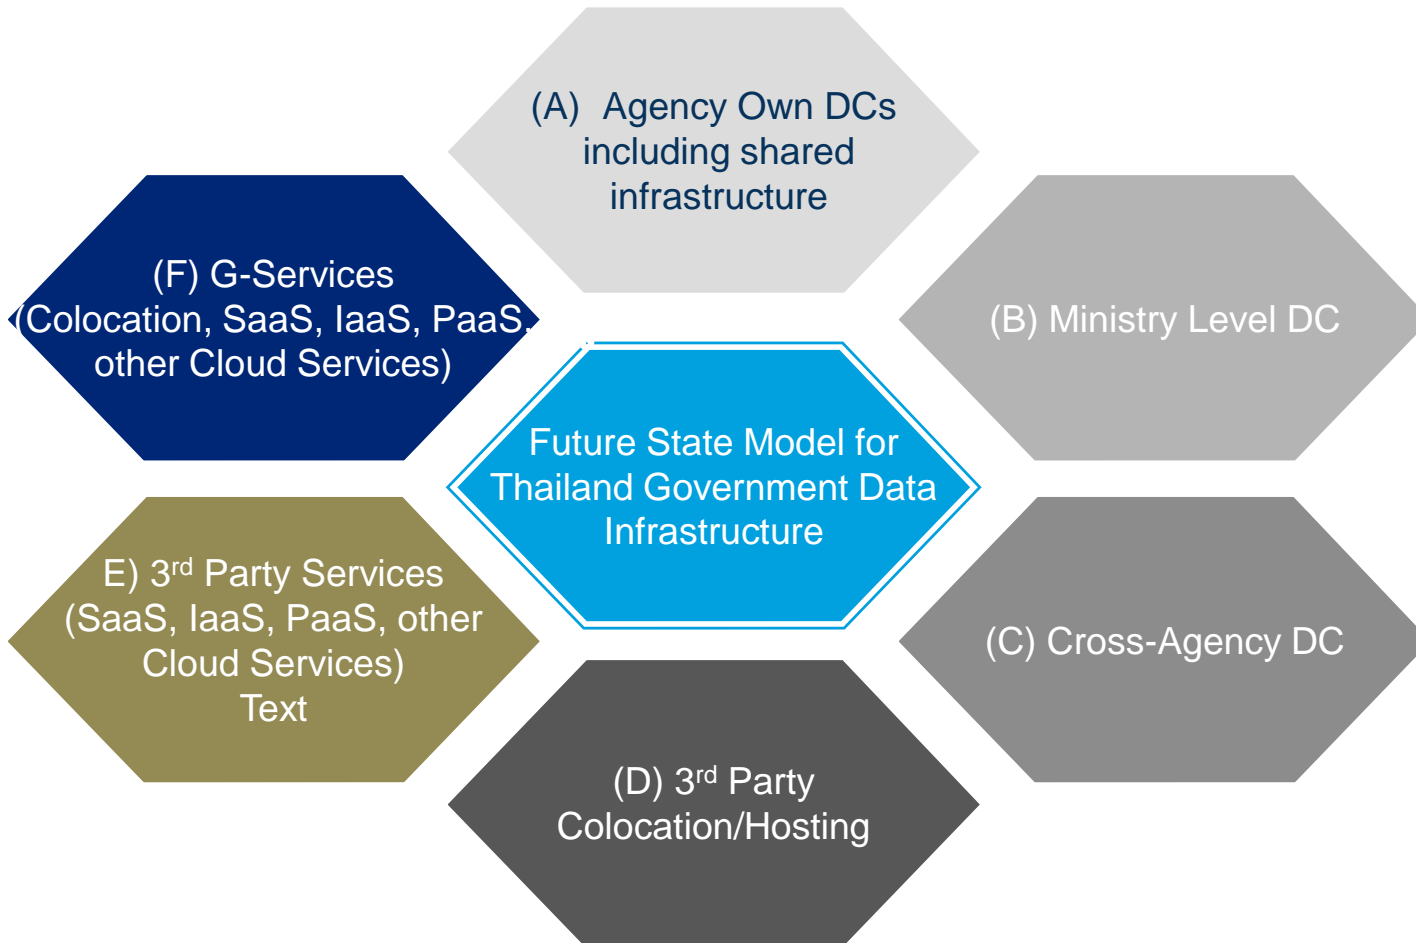 (A) Agency Own DCs
including shared
infrastructure
(F) G-Services
(Colocation, SaaS, IaaS, PaaS,
other Cloud Services)
(B) Ministry Level DC
Future State Model for
Thailand Government Data
Infrastructure
E) 3rd Party Services
(SaaS, IaaS, PaaS, other
Cloud Services)
Text
(C) Cross-Agency DC
(D) 3rd Party
Colocation/Hosting